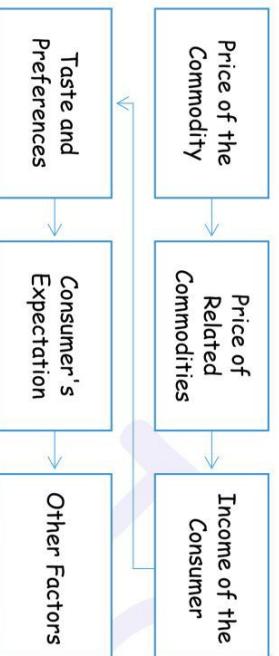 Price of the
Commodity
Price of
Related
Commodities
Income of the
Consumer
Taste and
Preferences
Consumer's
Expectation
Other Factors